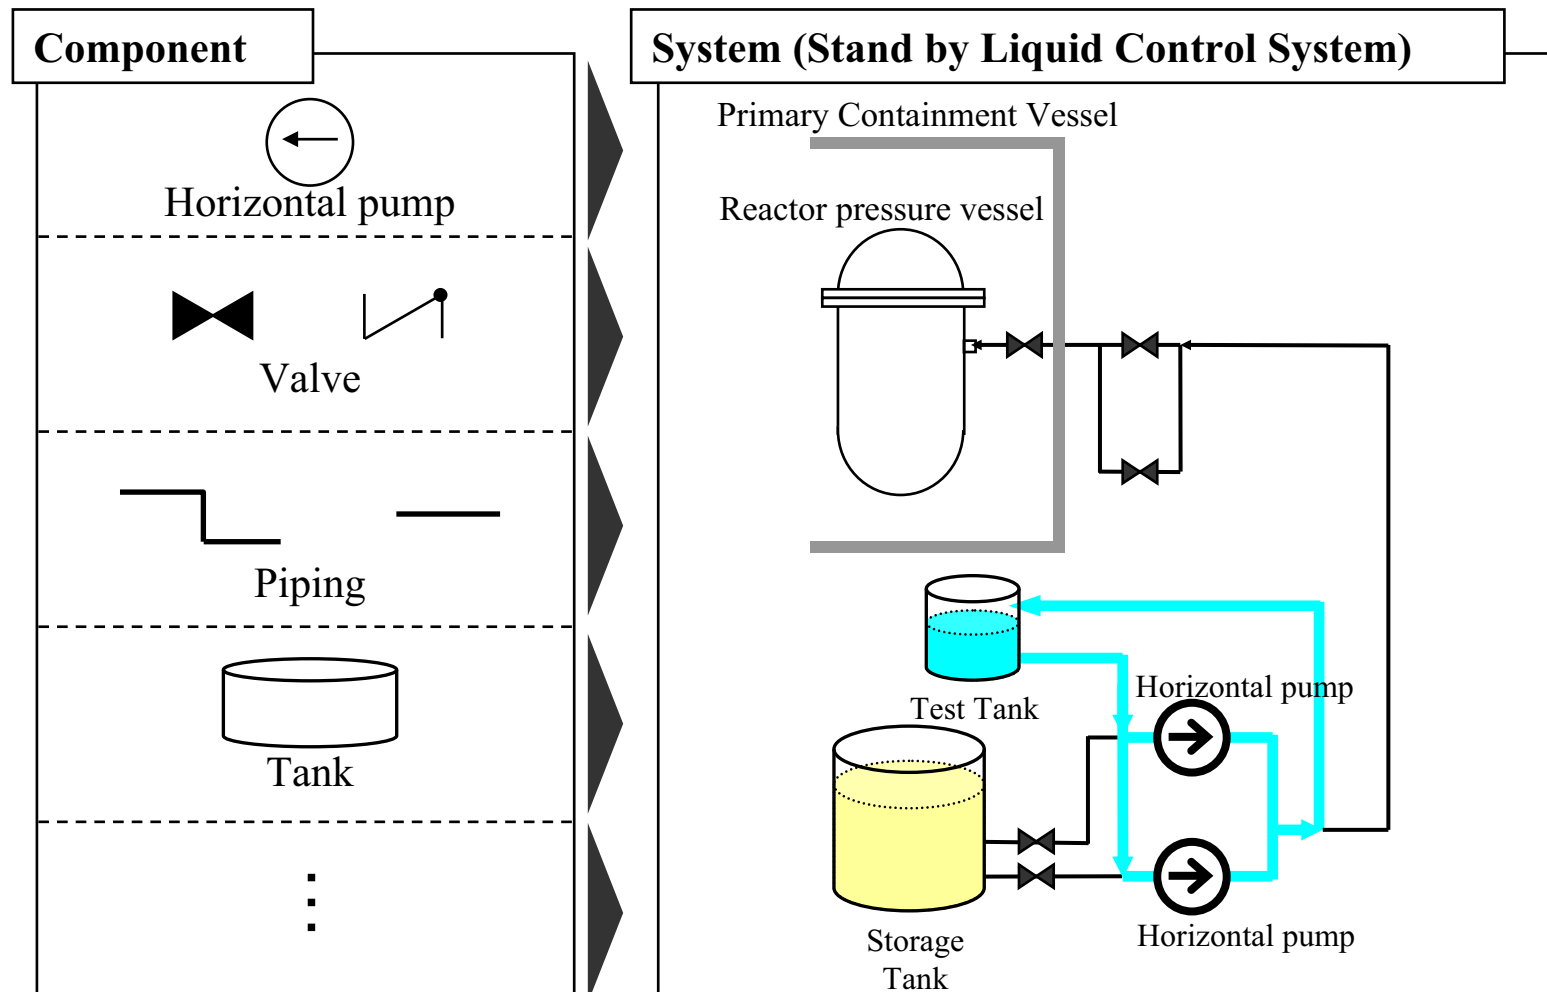 Component
Horizontal pump
Valve
Piping
Tank
System (Stand by Liquid Control System)
Primary Containment Vessel
Reactor pressure vessel
Test Tank
Horizontal pump
Storage
Tank
Horizontal pump